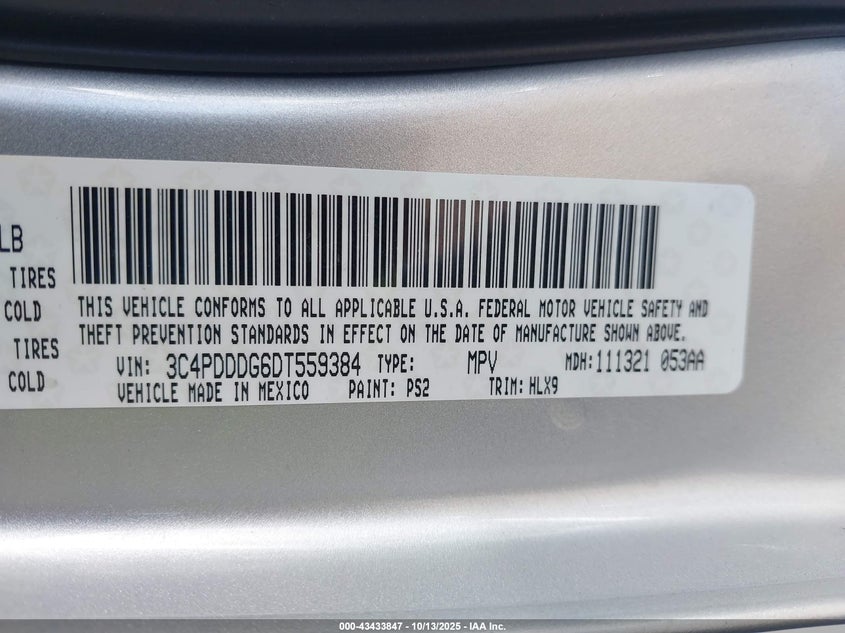 LB
TIRES
COLD
TIRES
COLD
THIS VEHICLE CONFORMS TO ALL APPLICABLE U.S.A. FEDERAL MOTOR VEHICLE SAFETY AND
THEFT PREVENTION STANDARDS IN EFFECT ON THE DATE OF MANUFACTURE SHOWN ABOVE.
VIN: 3C4PDDDG6DT559384 TYPE: MPV MDH:111321 053AA
VEHICLE MADE IN MEXICO PAINT: PS2 TRIM: HLX9
000-43433847 - 10/13/2025 - IAA Inc.